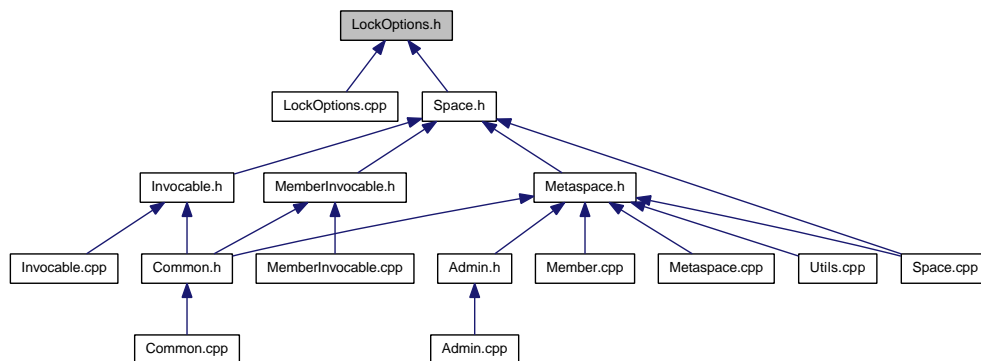 LockOptions.h
LockOptions.cpp
Space.h
Invocable.h
MemberInvocable.h
Metaspace.h
Invocable.cpp
Common.h
MemberInvocable.cpp
Admin.h
Member.cpp
Metaspace.cpp
Utils.cpp
Space.cpp
Common.cpp
Admin.cpp